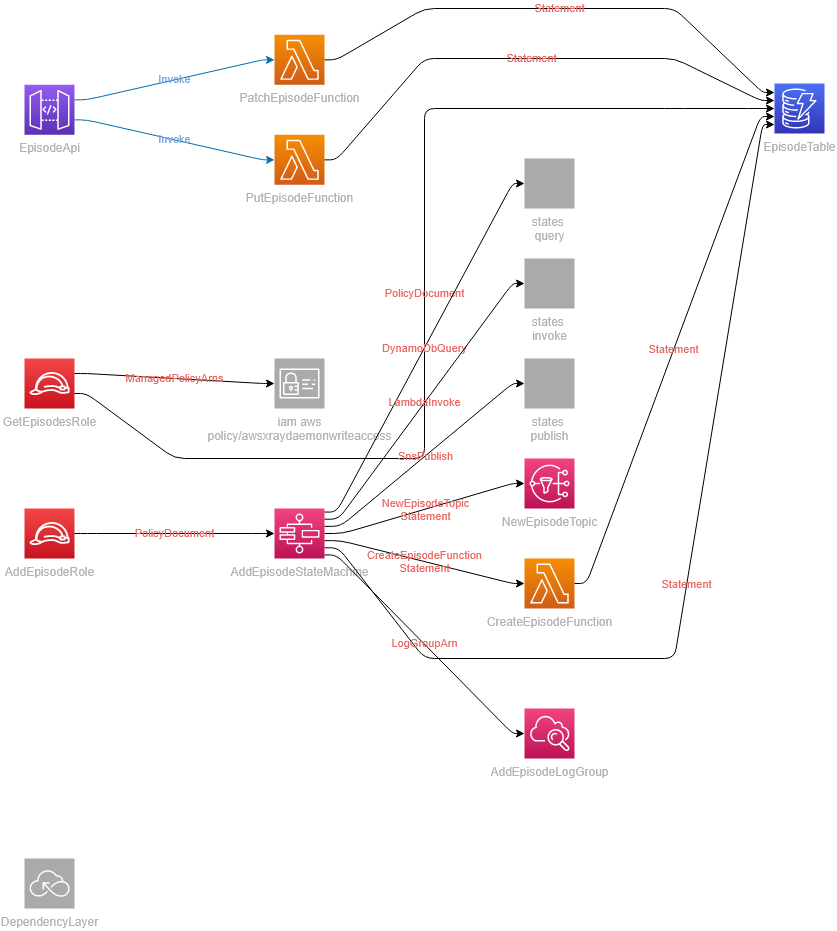 Statement
Statement
Invoke
PatchEpisodeFunction
EpisodeApi
EpisodeTable
Invoke
PutEpisodeFunction
states
query
PolicyDocument
states
invoke
DynamoDbQuery
Statement
ManagedPolicyArns
LambdaInvoke
GetEpisodesRole
iam aws
policy/awsxraydaemonwriteaccess
states
publish
SnsPublish
NewEpisodeTopic
Statement
NewEpisodeTopic
PolicyDocument
AddEpisodeRole
AddEpisodeStateMachine
CreateEpisodeFunction
Statement
Statement
CreateEpisodeFunction
LogGroupArn
AddEpisodeLogGroup
DependencyLayer